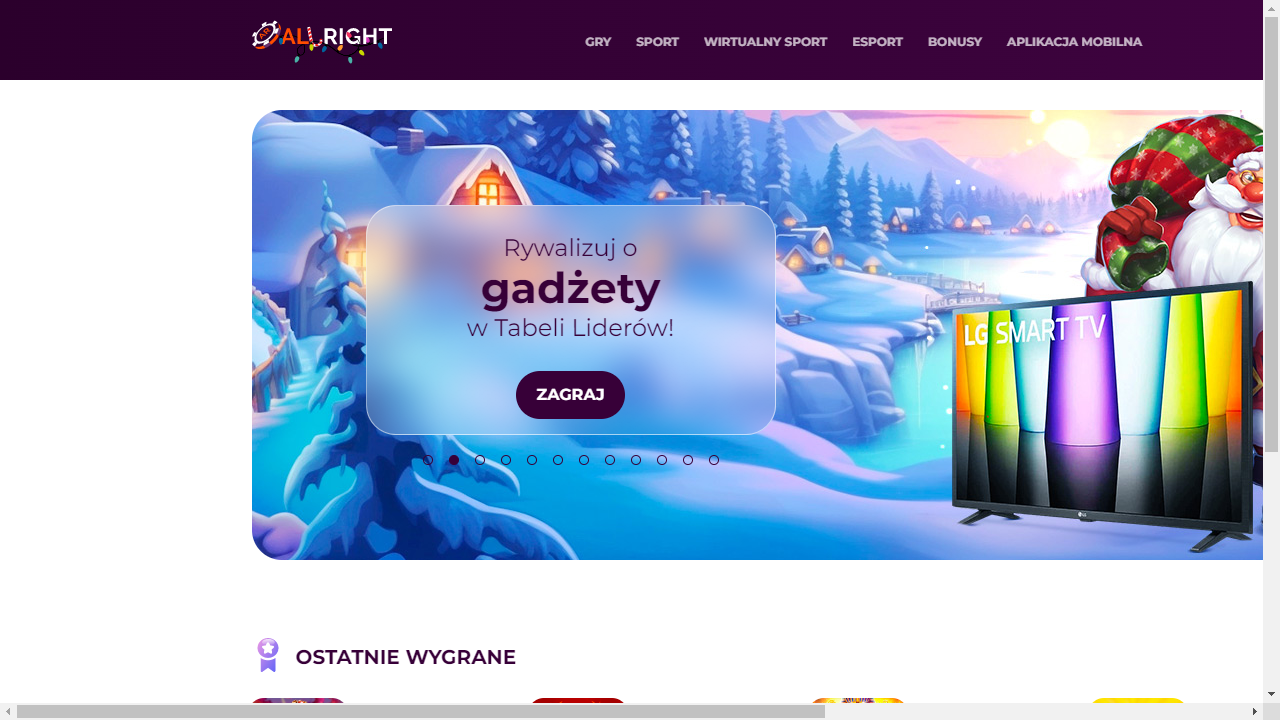 ALLRIGHT
GRY SPORT WIRTUALNY SPORT ESPORT BONUSY APLIKACJA MOBILNA
Rywalizuj o
gadżety
w Tabeli Liderów!
ZAGRAJ
LG SMART TV
LG
OSTATNIE WYGRANE